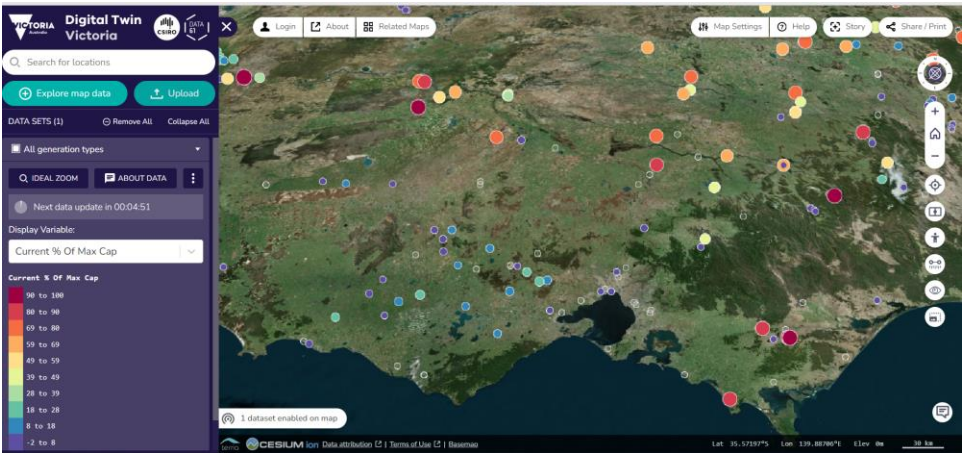 VICTORIA
Australia
Digital Twin
Victoria
CSIRO
DATA
61
Login
About
Related Maps
Map Settings
Help
Story
Share / Print
Search for locations
Explore map data
Upload
DATA SETS (1)
Remove All
Collapse All
All generation types
IDEAL ZOOM
ABOUT DATA
Next data update in 00:04:51
Display Variable:
Current % Of Max Cap
Current % Of Max Cap
90 to 100
80 to 90
69 to 80
59 to 69
49 to 59
39 to 49
28 to 39
18 to 28
8 to 18
-2 to 8
1 dataset enabled on map
terria
CESIUM ion Data attribution | Terms of Use | Basemap
Lat 35.57197°S Lon 139.88706°E Elev 0m 30 km